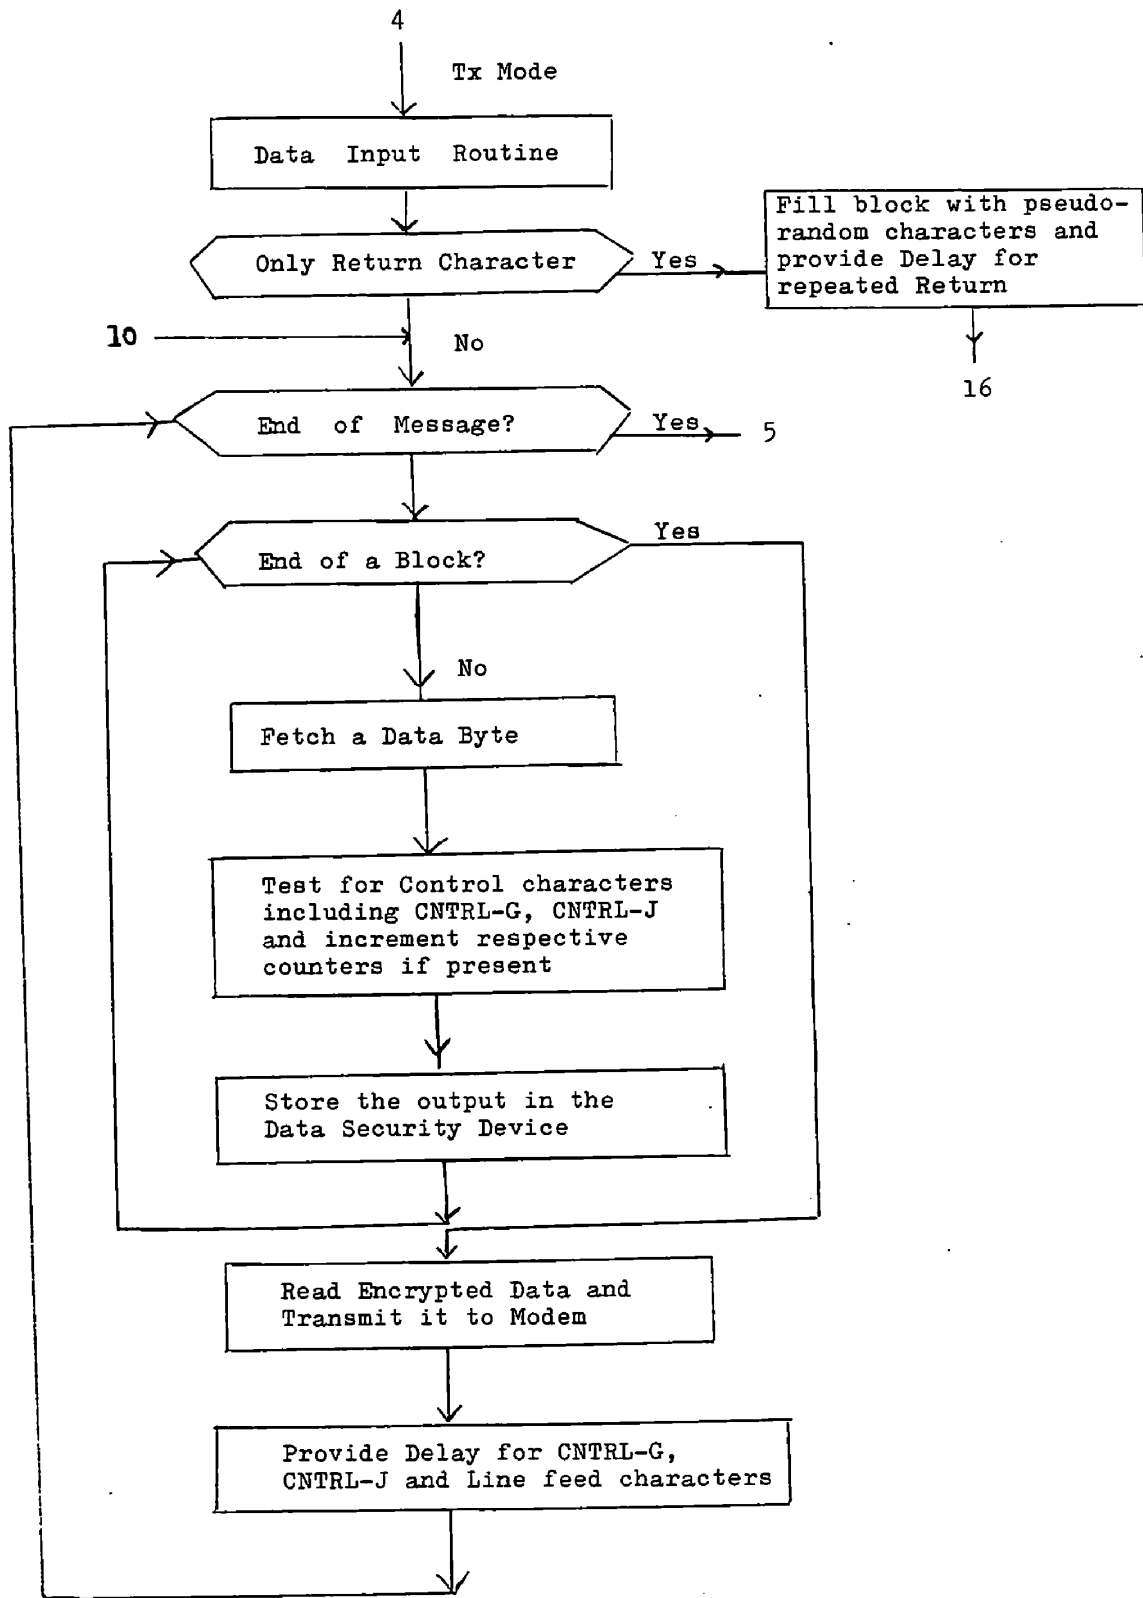 4
Tx Mode
Data Input Routine
Only Return Character
Yes
Fill block with pseudo-
random characters and
provide Delay for
repeated Return
10
No
16
End of Message?
Yes
5
End of a Block?
Yes
No
Fetch a Data Byte
Test for Control characters
including CNTRL-G, CNTRL-J
and increment respective
counters if present
Store the output in the
Data Security Device
Read Encrypted Data and
Transmit it to Modem
Provide Delay for CNTRL-G,
CNTRL-J and Line feed characters